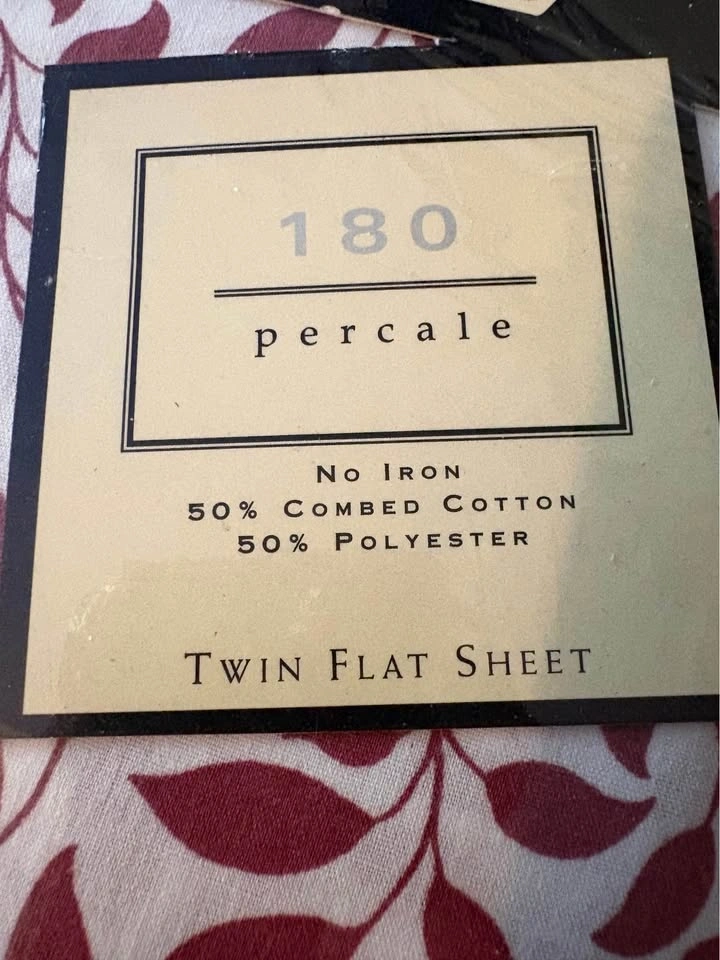 180
percale
No Iron
50% Combed Cotton
50% Polyester
Twin Flat Sheet